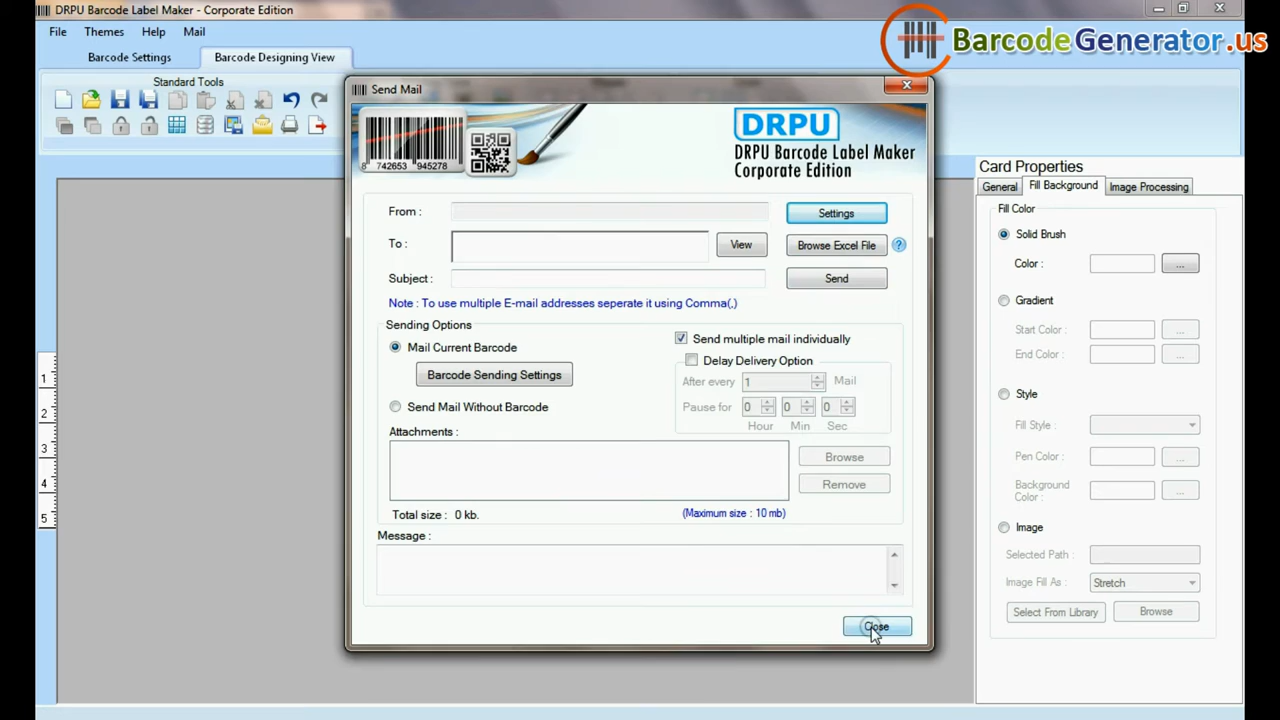 DRPU Barcode Label Maker - Corporate Edition
File Themes Help Mail
BarcodeGenerator.us
Barcode Settings Barcode Designing View
Standard Tools
Send Mail
8 742653 945278
DRPU
DRPU Barcode Label Maker
Corporate Edition
From : Settings
To : View Browse Excel File ?
Subject : Send
Note : To use multiple E-mail addresses seperate it using Comma(,)
Sending Options
Mail Current Barcode
Send multiple mail individually
Barcode Sending Settings
Delay Delivery Option
After every 1 Mail
Send Mail Without Barcode
Pause for 0 0 0
Hour Min Sec
Attachments :
Browse
Remove
Total size : 0 kb. (Maximum size : 10 mb)
Message :
Close
1
2
3
4
5
Card Properties
General Fill Background Image Processing
Fill Color
Solid Brush
Color : ...
Gradient
Start Color : ...
End Color : ...
Style
Fill Style :
Pen Color : ...
Background
Color : ...
Image
Selected Path :
Image Fill As : Stretch
Select From Library Browse